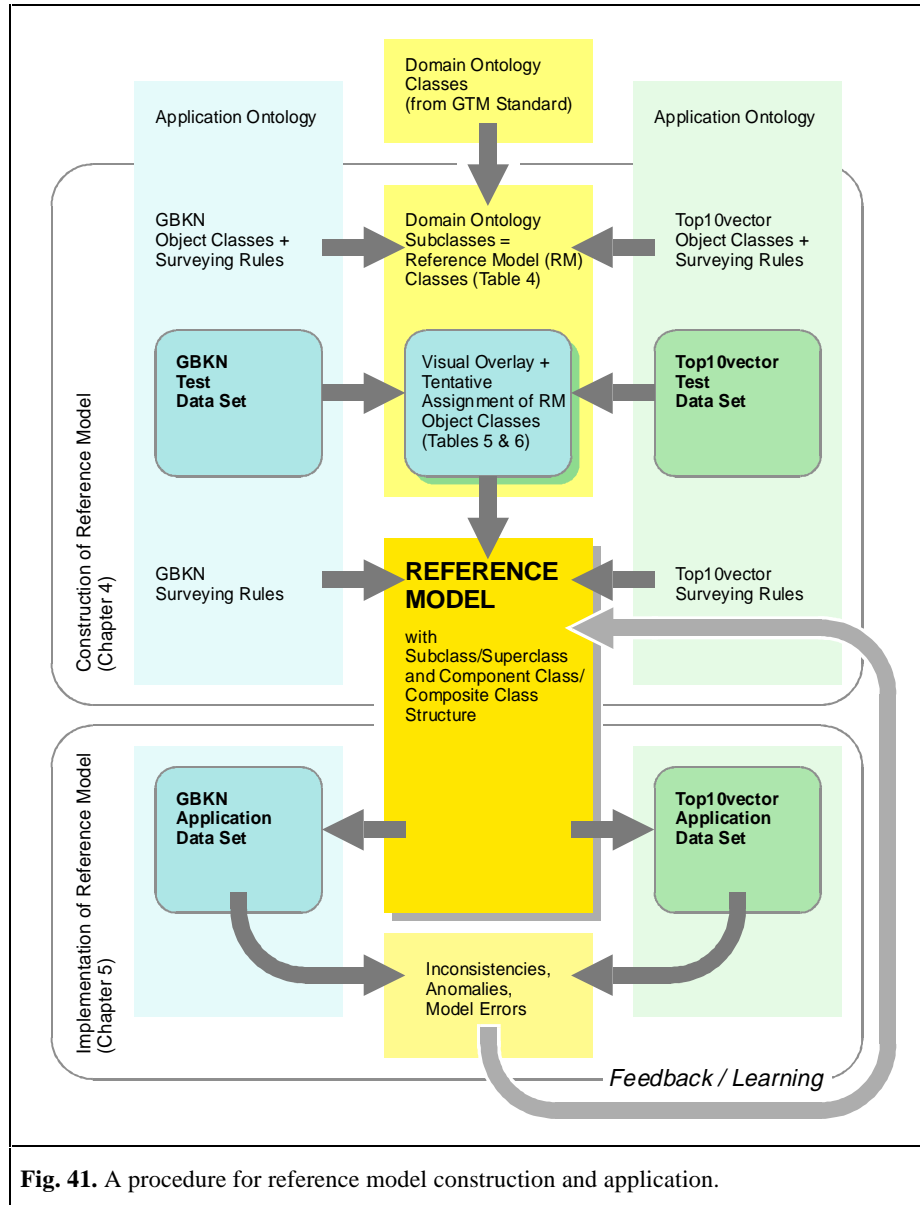 Domain Ontology
Classes
(from GTM Standard)
Application Ontology
Application Ontology
GBKN
Object Classes +
Surveying Rules
Domain Ontology
Subclasses =
Reference Model (RM)
Classes (Table 4)
Top10vector
Object Classes +
Surveying Rules
GBKN
Test
Data Set
Visual Overlay +
Tentative
Assignment of RM
Object Classes
(Tables 5 & 6)
Top10vector
Test
Data Set
Construction of Reference Model
(Chapter 4)
GBKN
Surveying Rules
REFERENCE
MODEL
with
Subclass/Superclass
and Component Class/
Composite Class
Structure
Top10vector
Surveying Rules
Implementation of Reference Model
(Chapter 5)
GBKN
Application
Data Set
Top10vector
Application
Data Set
Inconsistencies,
Anomalies,
Model Errors
Feedback / Learning
Fig. 41. A procedure for reference model construction and application.